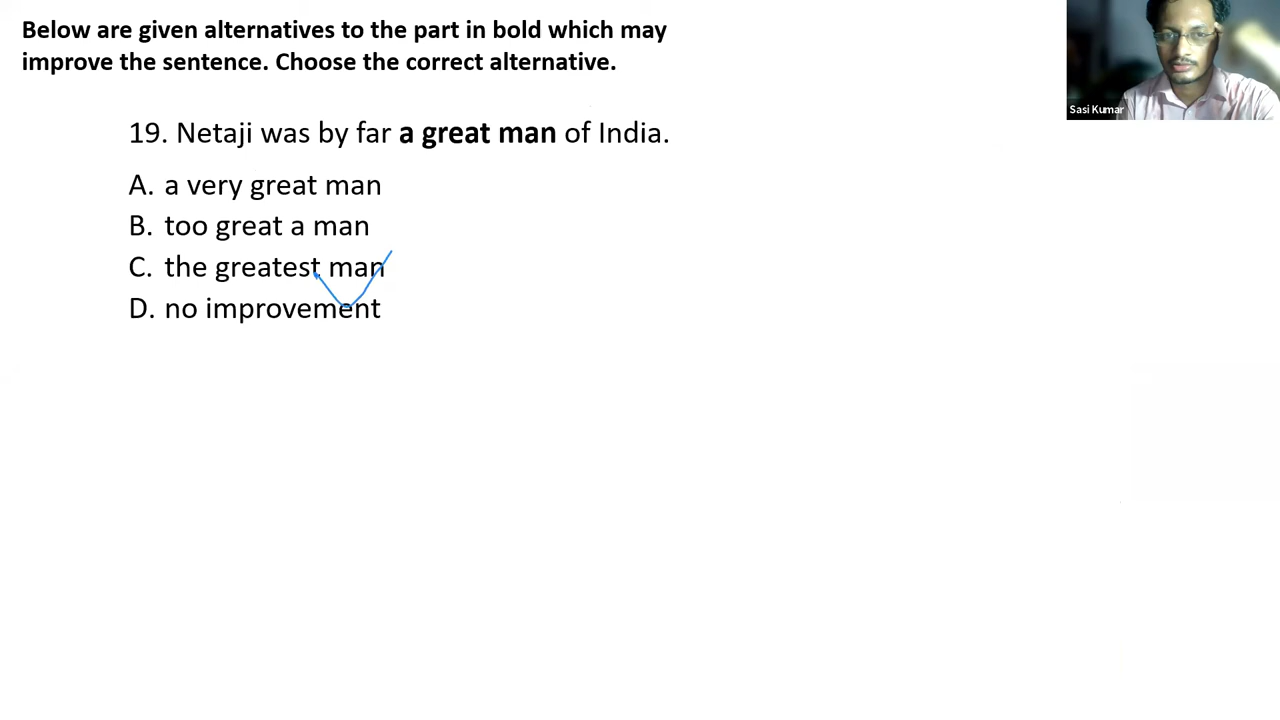 Below are given alternatives to the part in bold which may
improve the sentence. Choose the correct alternative.
Sasi Kumar
19. Netaji was by far a great man of India.
A. a very great man
B. too great a man
C. the greatest man
D. no improvement